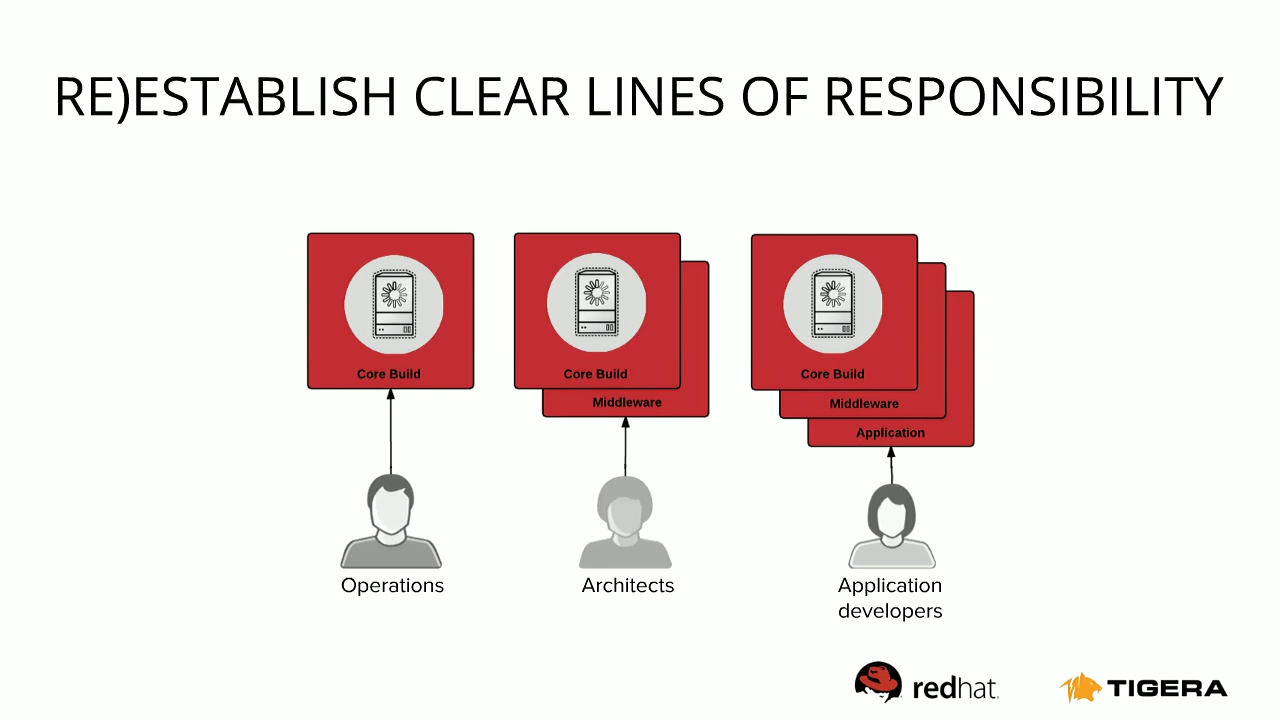 RE)ESTABLISH CLEAR LINES OF RESPONSIBILITY
Core Build
Core Build
Middleware
Core Build
Middleware
Application
Operations
Architects
Application
developers
redhat.
TIGERA